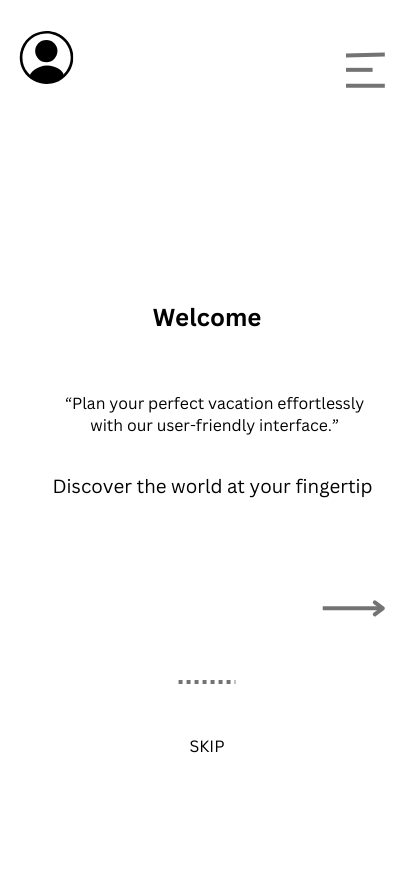 Welcome
“Plan your perfect vacation effortlessly
with our user-friendly interface.”
Discover the world at your fingertip
SKIP